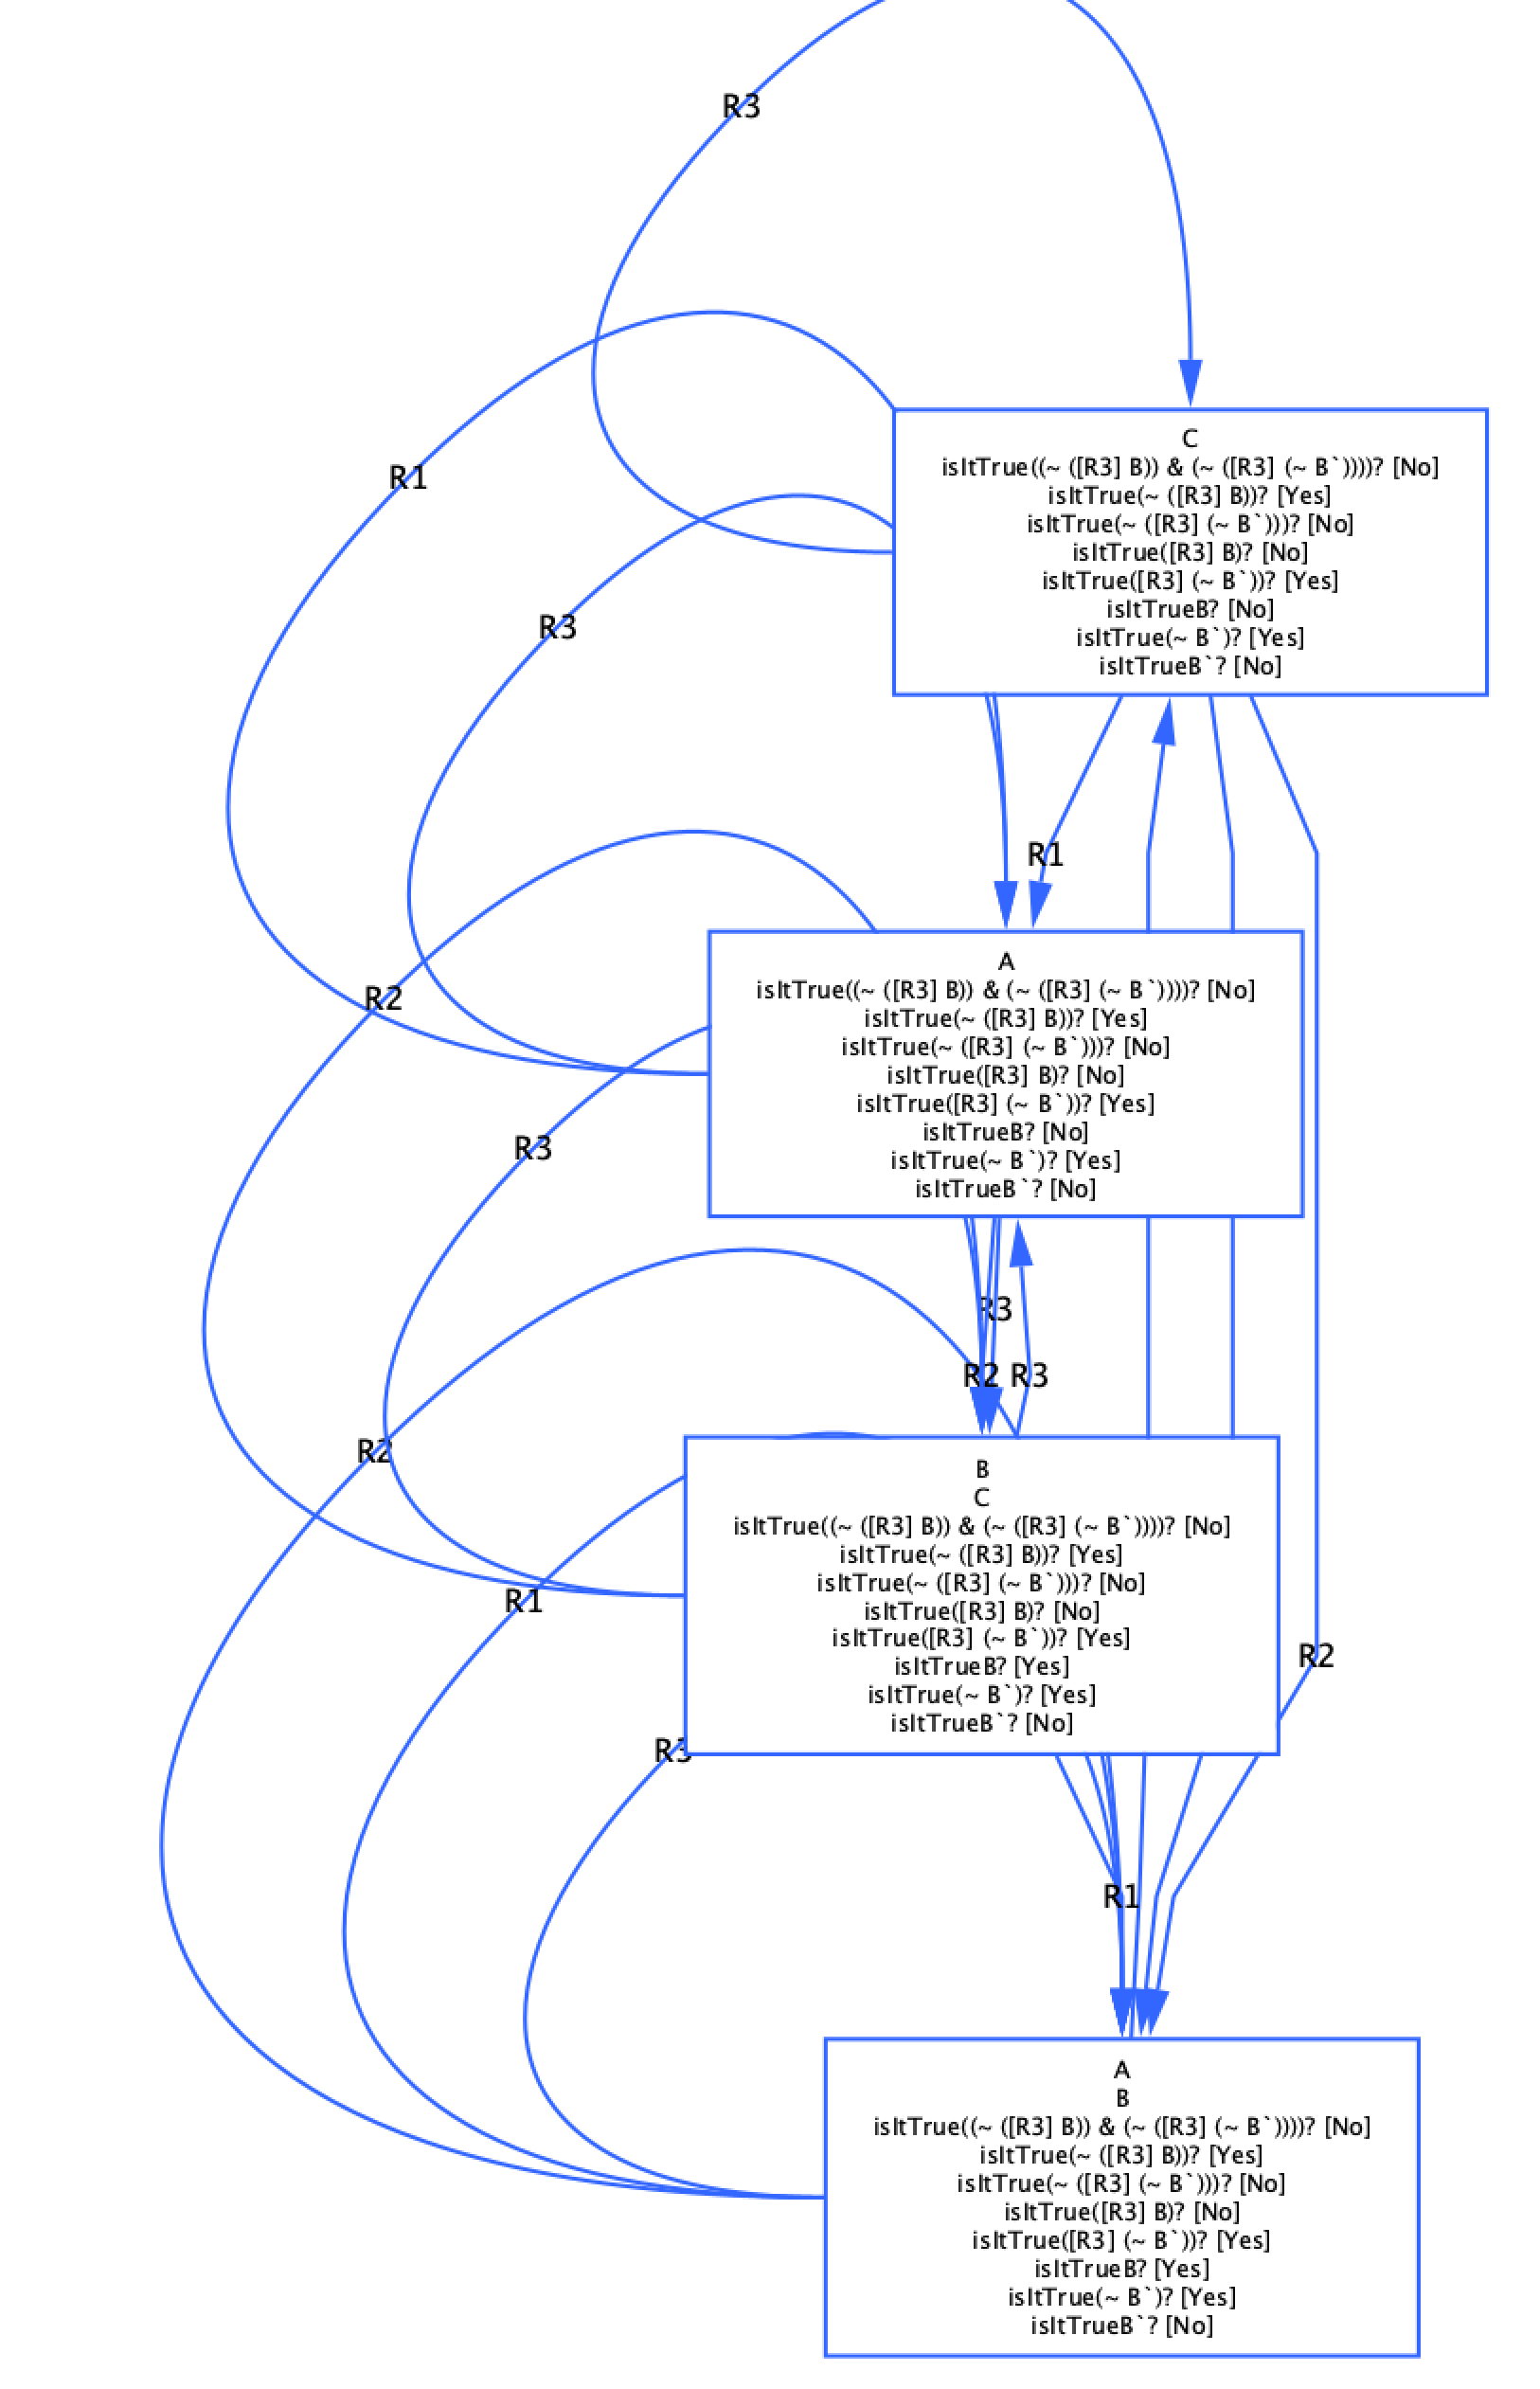 R3
R1
C
isItTrue((~ ([R3] B)) & (~ ([R3] (~ B`))))? [No]
isItTrue(~ ([R3] B))? [Yes]
isItTrue(~ ([R3] (~ B`)))? [No]
isItTrue([R3] B)? [No]
isItTrue([R3] (~ B`))? [Yes]
isItTrueB? [No]
isItTrue(~ B`)? [Yes]
isItTrueB`? [No]
R3
R1
R2
A
isItTrue((~ ([R3] B)) & (~ ([R3] (~ B`))))? [No]
isItTrue(~ ([R3] B))? [Yes]
isItTrue(~ ([R3] (~ B`)))? [No]
isItTrue([R3] B)? [No]
isItTrue([R3] (~ B`))? [Yes]
isItTrueB? [No]
isItTrue(~ B`)? [Yes]
isItTrueB`? [No]
R3
R3
R2 R3
R2
B
C
isItTrue((~ ([R3] B)) & (~ ([R3] (~ B`))))? [No]
isItTrue(~ ([R3] B))? [Yes]
isItTrue(~ ([R3] (~ B`)))? [No]
isItTrue([R3] B)? [No]
isItTrue([R3] (~ B`))? [Yes]
isItTrueB? [Yes]
isItTrue(~ B`)? [Yes]
isItTrueB`? [No]
R1
R2
R3
R1
A
B
isItTrue((~ ([R3] B)) & (~ ([R3] (~ B`))))? [No]
isItTrue(~ ([R3] B))? [Yes]
isItTrue(~ ([R3] (~ B`)))? [No]
isItTrue([R3] B)? [No]
isItTrue([R3] (~ B`))? [Yes]
isItTrueB? [Yes]
isItTrue(~ B`)? [Yes]
isItTrueB`? [No]